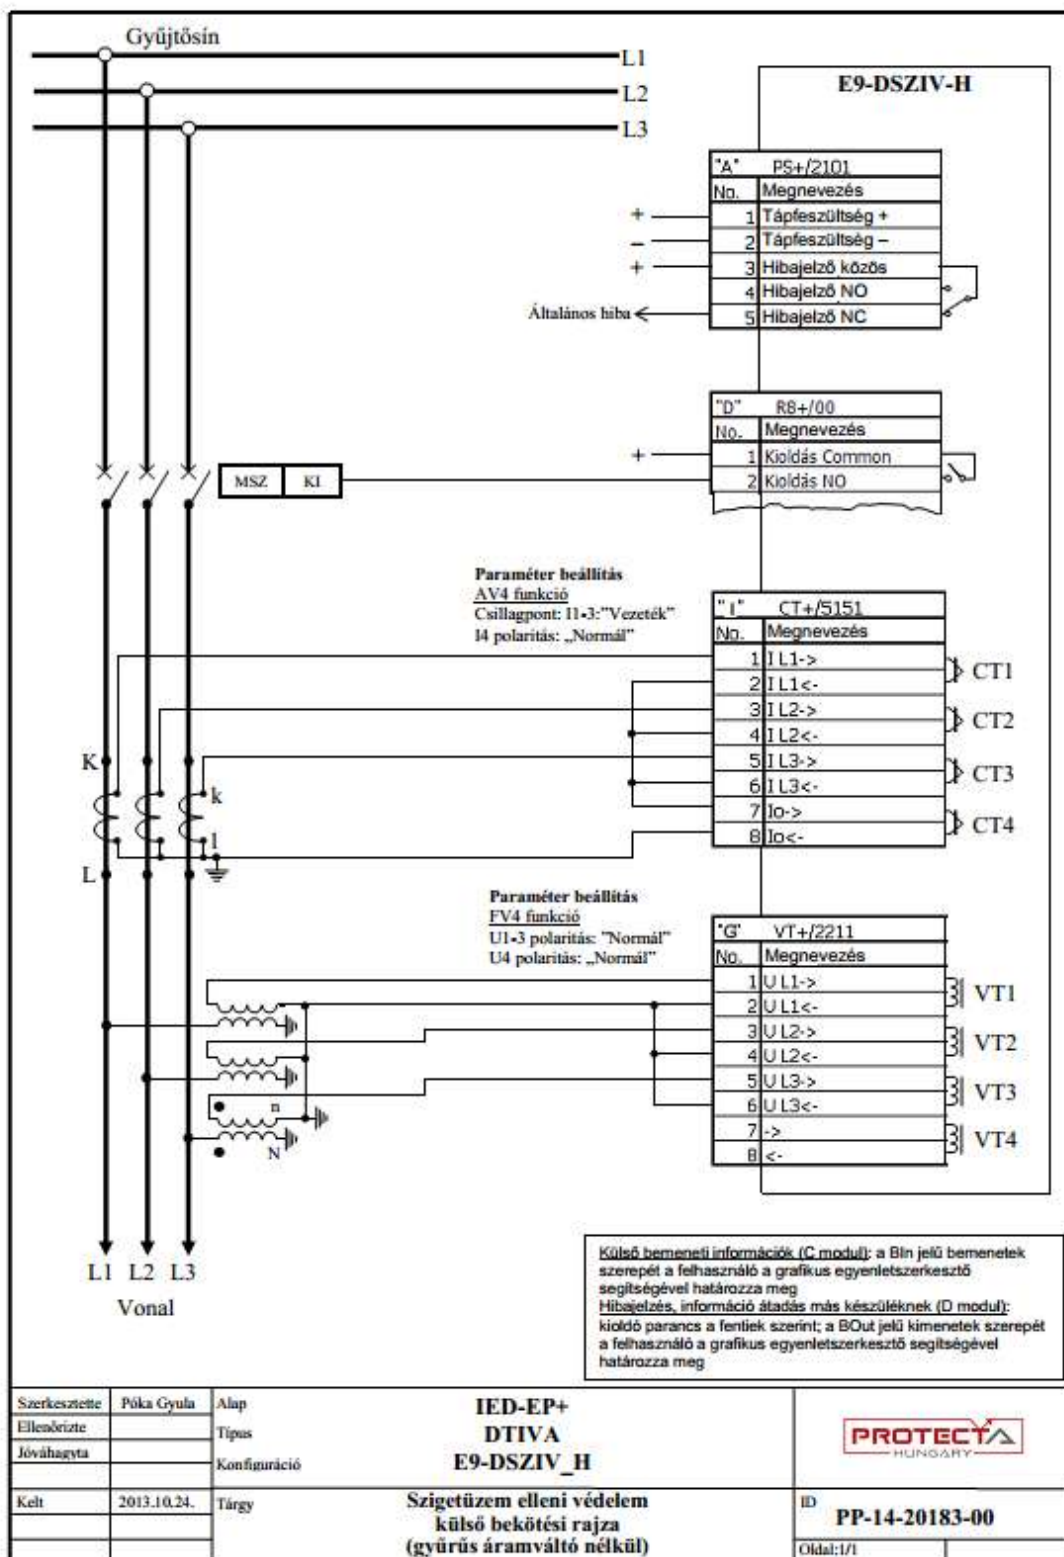 Gyűjtősín
L1
L2
L3
E9-DSZIV-H
"A" PS+/2101
No. Megnevezés
+ 1 Tápfeszültség +
– 2 Tápfeszültség –
+ 3 Hibajelző közös
4 Hibajelző NO
Általános hiba 5 Hibajelző NC
"D" R8+/00
No. Megnevezés
+ 1 Kioldás Common
2 Kioldás NO
MSZ KI
Paraméter beállítás
AV4 funkció
Csillagpont: I1-3:"Vezeték"
I4 polaritás: „Normál"
"I" CT+/5151
No. Megnevezés
1 I L1->
2 I L1<-
CT1
3 I L2->
4 I L2<-
CT2
5 I L3->
6 I L3<-
CT3
7 Io->
8 Io<-
CT4
K
k
l
L
Paraméter beállítás
FV4 funkció
U1-3 polaritás: "Normál"
U4 polaritás: „Normál"
"G" VT+/2211
No. Megnevezés
1 U L1->
2 U L1<-
VT1
3 U L2->
4 U L2<-
VT2
5 U L3->
6 U L3<-
VT3
7 ->
8 <-
VT4
n
N
L1 L2 L3
Vonal
Külső bemeneti információk (C modul): a BIn jelű bemenetek
szerepét a felhasználó a grafikus egyenletszerkesztő
segítségével határozza meg
Hibajelzés, információ átadás más készüléknek (D modul):
kioldó parancs a fentiek szerint; a BOut jelű kimenetek szerepét
a felhasználó a grafikus egyenletszerkesztő segítségével
határozza meg
Szerkesztette Póka Gyula
Ellenőrizte
Jóváhagyta
Alap IED-EP+
Típus DTIVA
Konfiguráció E9-DSZIV_H
PROTECTA
HUNGARY
Kelt 2013.10.24.
Tárgy Szigetüzem elleni védelem
külső bekötési rajza
(gyűrűs áramváltó nélkül)
ID
PP-14-20183-00
Oldal:1/1